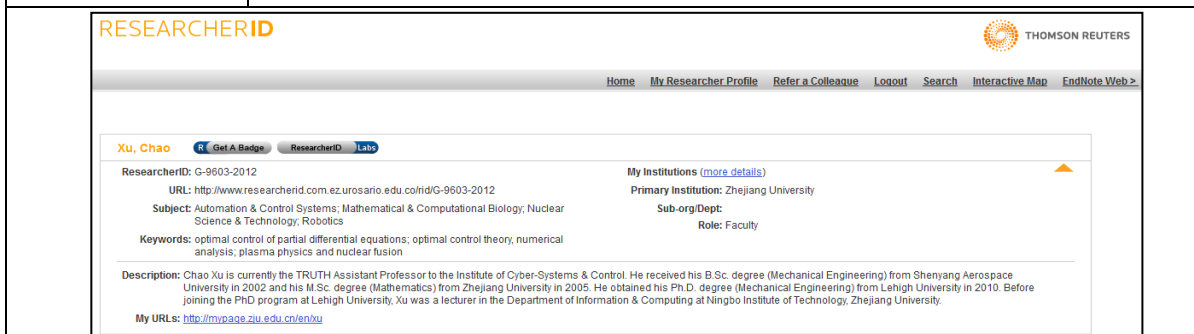 RESEARCHERID
THOMSON REUTERS
Home My Researcher Profile Refer a Colleague Logout Search Interactive Map EndNote Web >
Xu, Chao R Get A Badge ResearcherID Labs
ResearcherID: G-9603-2012
URL: http://www.researcherid.com.ez.urosario.edu.co/rid/G-9603-2012
Subject: Automation & Control Systems; Mathematical & Computational Biology; Nuclear
Science & Technology; Robotics
Keywords: optimal control of partial differential equations; optimal control theory, numerical
analysis; plasma physics and nuclear fusion
My Institutions (more details)
Primary Institution: Zhejiang University
Sub-org/Dept:
Role: Faculty
Description: Chao Xu is currently the TRUTH Assistant Professor to the Institute of Cyber-Systems & Control. He received his B.Sc. degree (Mechanical Engineering) from Shenyang Aerospace
University in 2002 and his M.Sc. degree (Mathematics) from Zhejiang University in 2005. He obtained his Ph.D. degree (Mechanical Engineering) from Lehigh University in 2010. Before
joining the PhD program at Lehigh University, Xu was a lecturer in the Department of Information & Computing at Ningbo Institute of Technology, Zhejiang University.
My URLs: http://mypage.zju.edu.cn/en/xu